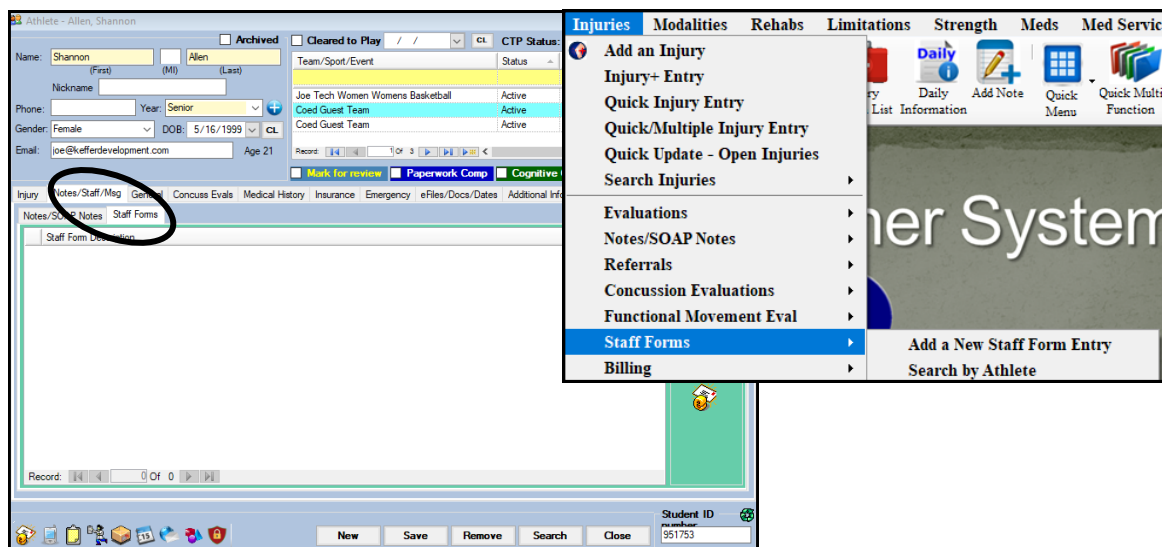 Athlete - Allen, Shannon
Archived
Cleared to Play / / CL CTP Status:
Name: Shannon Allen
(First) (MI) (Last)
Nickname
Phone: Year: Senior
Gender: Female DOB: 5/16/1999 CL
Email: joe@kefferdevelopment.com Age 21
Team/Sport/Event Status
Joe Tech Women Womens Basketball Active
Coed Guest Team Active
Coed Guest Team Active
Record: 1 Of 3
Mark for review Paperwork Comp Cognitive
Injury Notes/Staff/Msg General Concuss Evals Medical History Insurance Emergency eFiles/Docs/Dates Additional Info
Notes/SOAP Notes Staff Forms
Staff Form Description
Record: 0 Of 0
15
New Save Remove Search Close
Student ID
number
951753
Injuries Modalities Rehabs Limitations Strength Meds Med Servic
Add an Injury
Injury+ Entry
Quick Injury Entry
Quick/Multiple Injury Entry
Quick Update - Open Injuries
Search Injuries
Evaluations
Notes/SOAP Notes
Referrals
Concussion Evaluations
Functional Movement Eval
Staff Forms
Billing
Add a New Staff Form Entry
Search by Athlete
Daily
ry
List
Daily
Information
Add Note
Quick
Menu
Quick Multi
Function
ner System